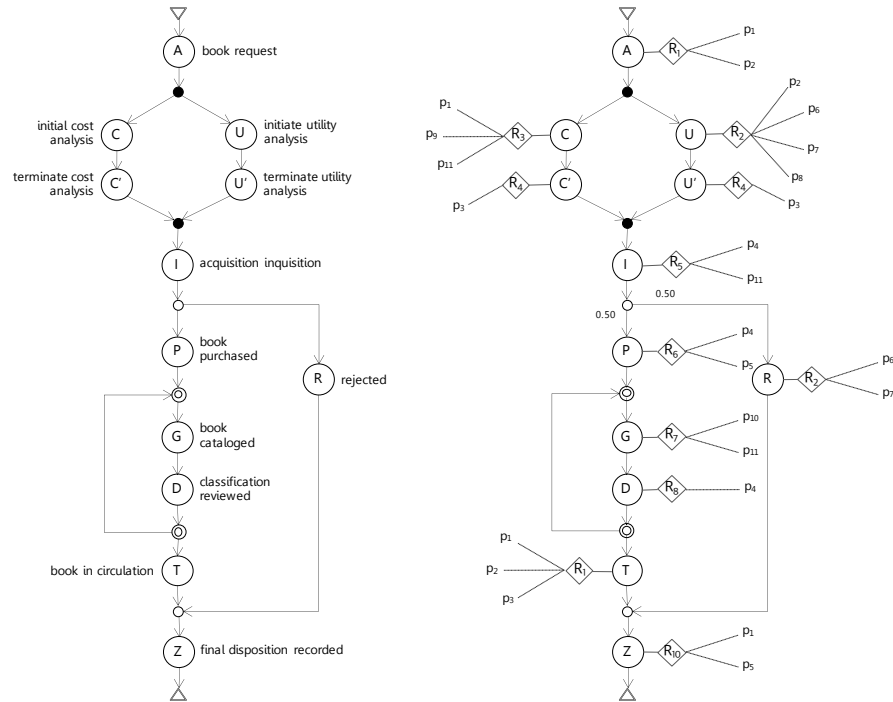 A
book request
initial cost
analysis
C
U
initiate utility
analysis
terminate cost
analysis
C'
U'
terminate utility
analysis
I
acquisition inquisition
P
book
purchased
R
rejected
G
book
cataloged
D
classification
reviewed
book in circulation
T
Z
final disposition recorded
A
R1
p1
p2
p1
p9
p11
R3
C
U
R2
p2
p6
p7
p8
p3
R4
C'
U'
R4
p3
I
R5
p4
p11
0.50
0.50
P
R6
p4
p5
R
R2
p6
p7
G
R7
p10
p11
D
R8
p4
p1
p2
p3
R1
T
Z
R10
p1
p5